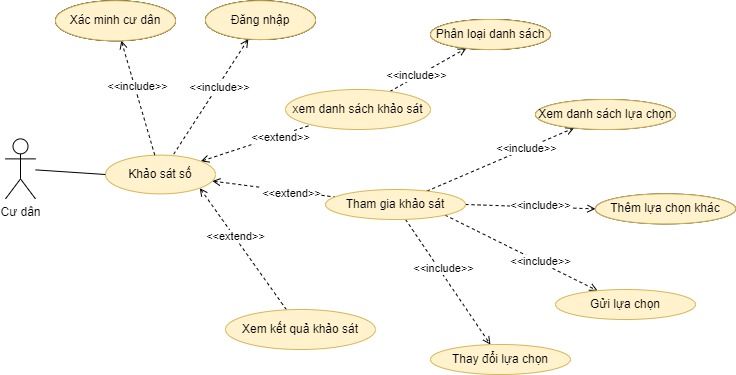 Xác minh cư dân
Đăng nhập
Phân loại danh sách
<<include>>
<<include>>
<<include>>
xem danh sách khảo sát
Xem danh sách lựa chọn
<<extend>>
<<include>>
Khảo sát số
<<extend>>
Tham gia khảo sát
<<include>>
Thêm lựa chọn khác
Cư dân
<<extend>>
<<include>>
<<include>>
Gửi lựa chọn
Xem kết quả khảo sát
Thay đổi lựa chọn